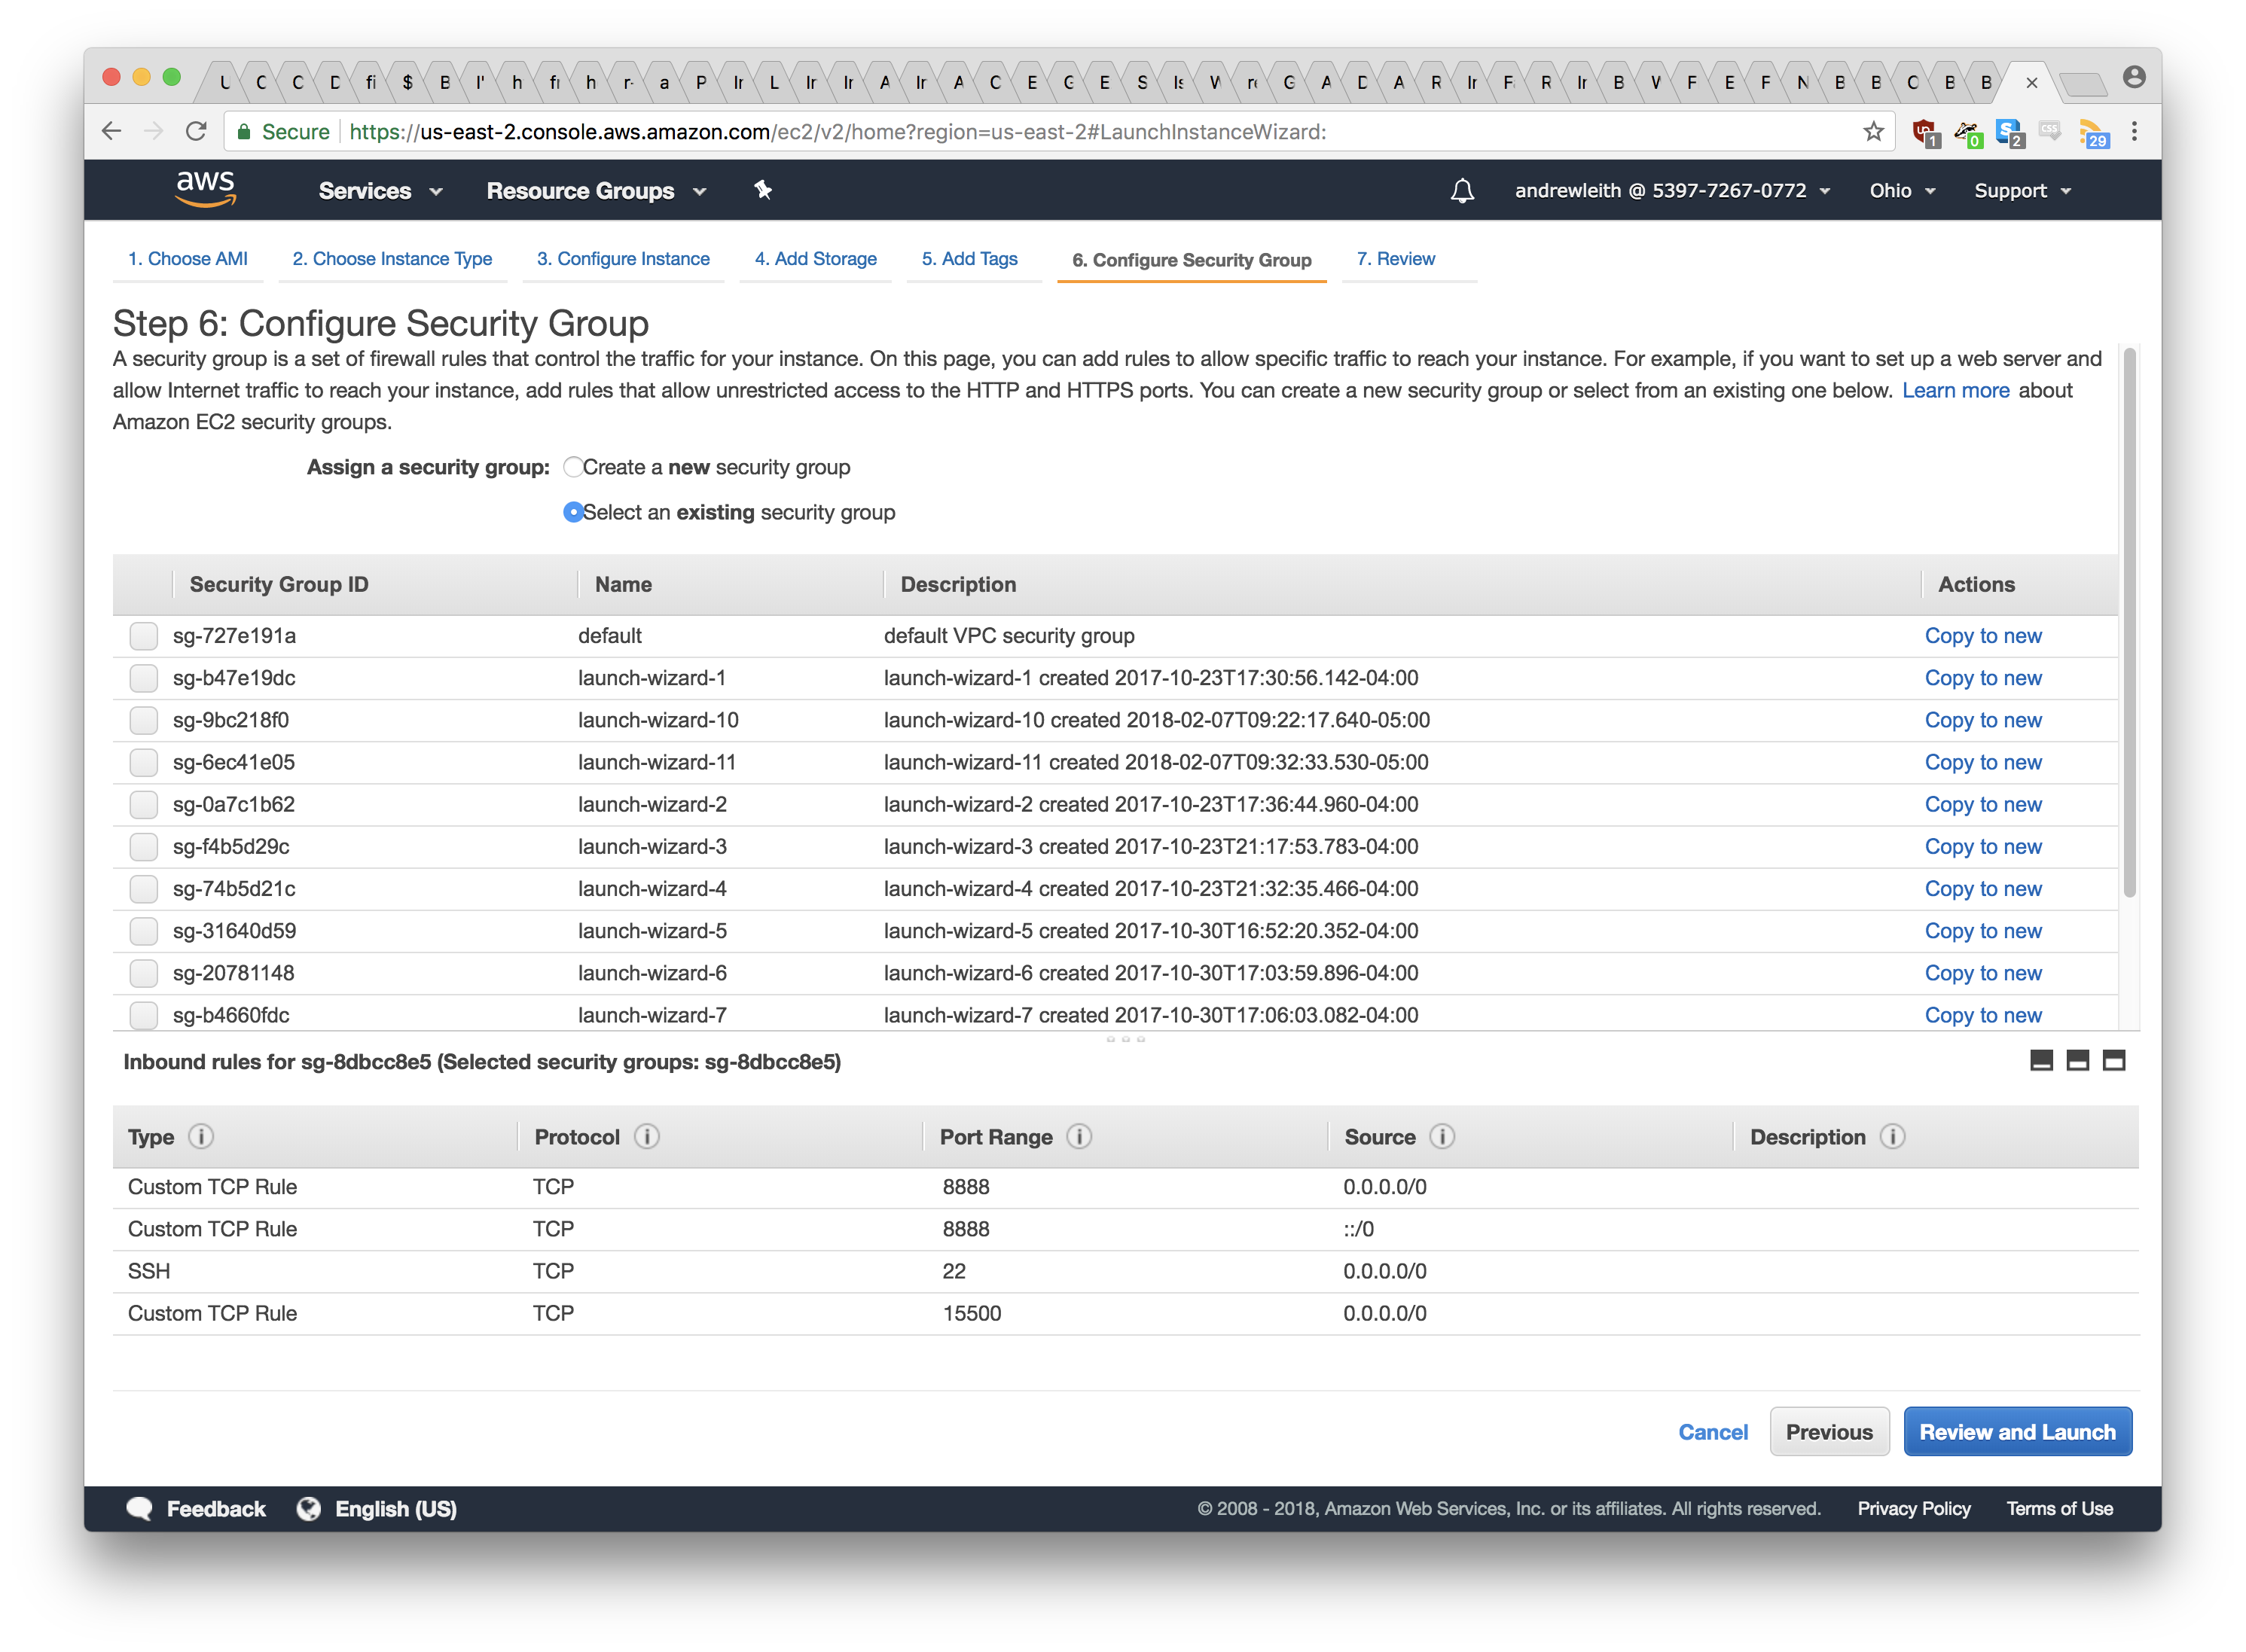 U C C D fi $ B I' h fr h r- a P Ir L Ir Ir A Ir A C E G E S Is W re G A D A R Ir F R Ir B W F E F N B B C B B
Secure https://us-east-2.console.aws.amazon.com/ec2/v2/home?region=us-east-2#LaunchInstanceWizard: 1 0 2 CSS 29
aws Services Resource Groups andrewleith @ 5397-7267-0772 Ohio Support
1. Choose AMI 2. Choose Instance Type 3. Configure Instance 4. Add Storage 5. Add Tags 6. Configure Security Group 7. Review
Step 6: Configure Security Group
A security group is a set of firewall rules that control the traffic for your instance. On this page, you can add rules to allow specific traffic to reach your instance. For example, if you want to set up a web server and
allow Internet traffic to reach your instance, add rules that allow unrestricted access to the HTTP and HTTPS ports. You can create a new security group or select from an existing one below. Learn more about
Amazon EC2 security groups.
Assign a security group: Create a new security group
Select an existing security group
Security Group ID Name Description Actions
sg-727e191a default default VPC security group Copy to new
sg-b47e19dc launch-wizard-1 launch-wizard-1 created 2017-10-23T17:30:56.142-04:00 Copy to new
sg-9bc218f0 launch-wizard-10 launch-wizard-10 created 2018-02-07T09:22:17.640-05:00 Copy to new
sg-6ec41e05 launch-wizard-11 launch-wizard-11 created 2018-02-07T09:32:33.530-05:00 Copy to new
sg-0a7c1b62 launch-wizard-2 launch-wizard-2 created 2017-10-23T17:36:44.960-04:00 Copy to new
sg-f4b5d29c launch-wizard-3 launch-wizard-3 created 2017-10-23T21:17:53.783-04:00 Copy to new
sg-74b5d21c launch-wizard-4 launch-wizard-4 created 2017-10-23T21:32:35.466-04:00 Copy to new
sg-31640d59 launch-wizard-5 launch-wizard-5 created 2017-10-30T16:52:20.352-04:00 Copy to new
sg-20781148 launch-wizard-6 launch-wizard-6 created 2017-10-30T17:03:59.896-04:00 Copy to new
sg-b4660fdc launch-wizard-7 launch-wizard-7 created 2017-10-30T17:06:03.082-04:00 Copy to new
Inbound rules for sg-8dbcc8e5 (Selected security groups: sg-8dbcc8e5)
Type Protocol Port Range Source Description
Custom TCP Rule TCP 8888 0.0.0.0/0
Custom TCP Rule TCP 8888 ::/0
SSH TCP 22 0.0.0.0/0
Custom TCP Rule TCP 15500 0.0.0.0/0
Cancel Previous Review and Launch
Feedback English (US) © 2008 - 2018, Amazon Web Services, Inc. or its affiliates. All rights reserved. Privacy Policy Terms of Use